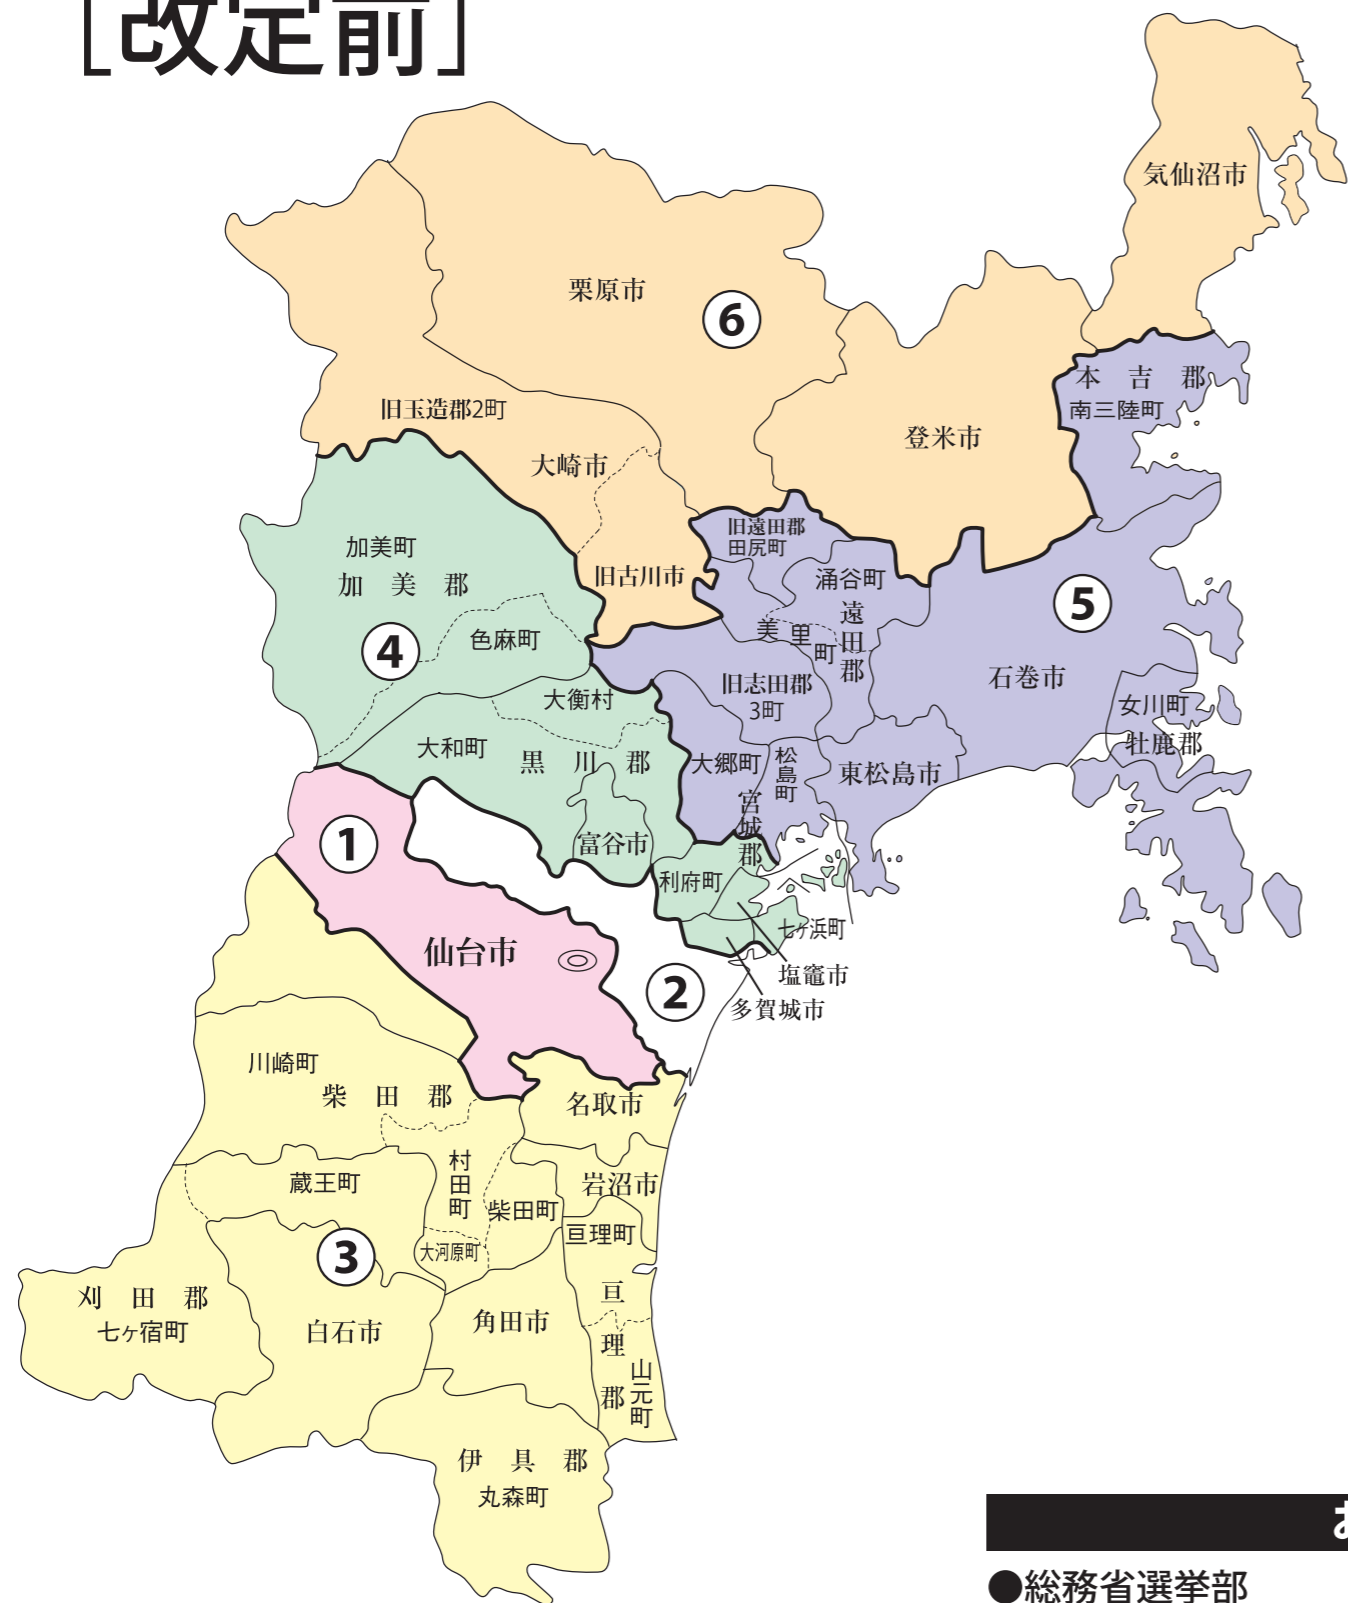 ［改定前］
気仙沼市
栗原市
⑥
本吉郡
南三陸町
旧玉造郡2町
登米市
大崎市
旧遠田郡
田尻町
加美町
旧古川市
涌谷町
加美郡
⑤
遠田郡
色麻町
美里町
④
石巻市
旧志田郡
3町
大衡村
女川町
牡鹿郡
大和町
黒川郡
大郷町
松島町
東松島市
宮城郡
①
富谷市
利府町
七ヶ浜町
仙台市
塩竈市
②
多賀城市
川崎町
柴田郡
名取市
村田町
蔵王町
岩沼市
柴田町
亘理町
大河原町
③
刈田郡
七ヶ宿町
白石市
角田市
亘理郡
山元町
伊具郡
丸森町
●総務省選挙部